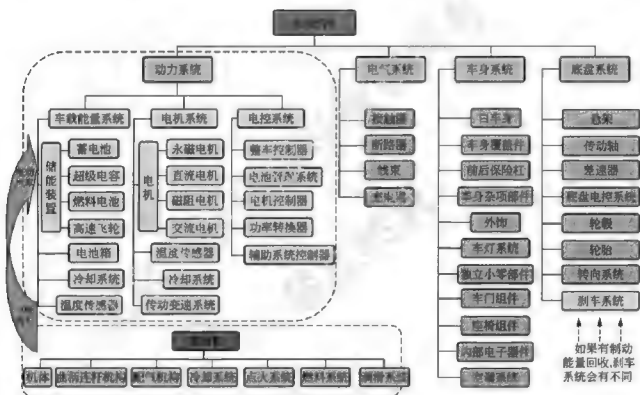 动力系统
电气系统
车身系统
底盘系统
车载能量系统
电机系统
电控系统
储能装置
蓄电池
超级电容
燃料电池
高速飞轮
电池箱
冷却系统
温度传感器
电机
永磁电机
直流电机
磁阻电机
交流电机
温度传感器
冷却系统
传动变速系统
整车控制器
电池管理系统
电机控制器
功率转换器
辅助系统控制器
接触器
断路器
线束
充电器
白车身
车身覆盖件
前后保险杠
车身杂项部件
外饰
车灯系统
独立小零部件
车门组件
座椅组件
内部电子器件
空调系统
悬架
传动轴
差速器
底盘电控系统
轮毂
轮胎
转向系统
刹车系统
如果有制动
能量回收,刹车
系统会有不同
机体
曲柄连杆机构
配气机构
冷却系统
点火系统
燃料系统
润滑系统